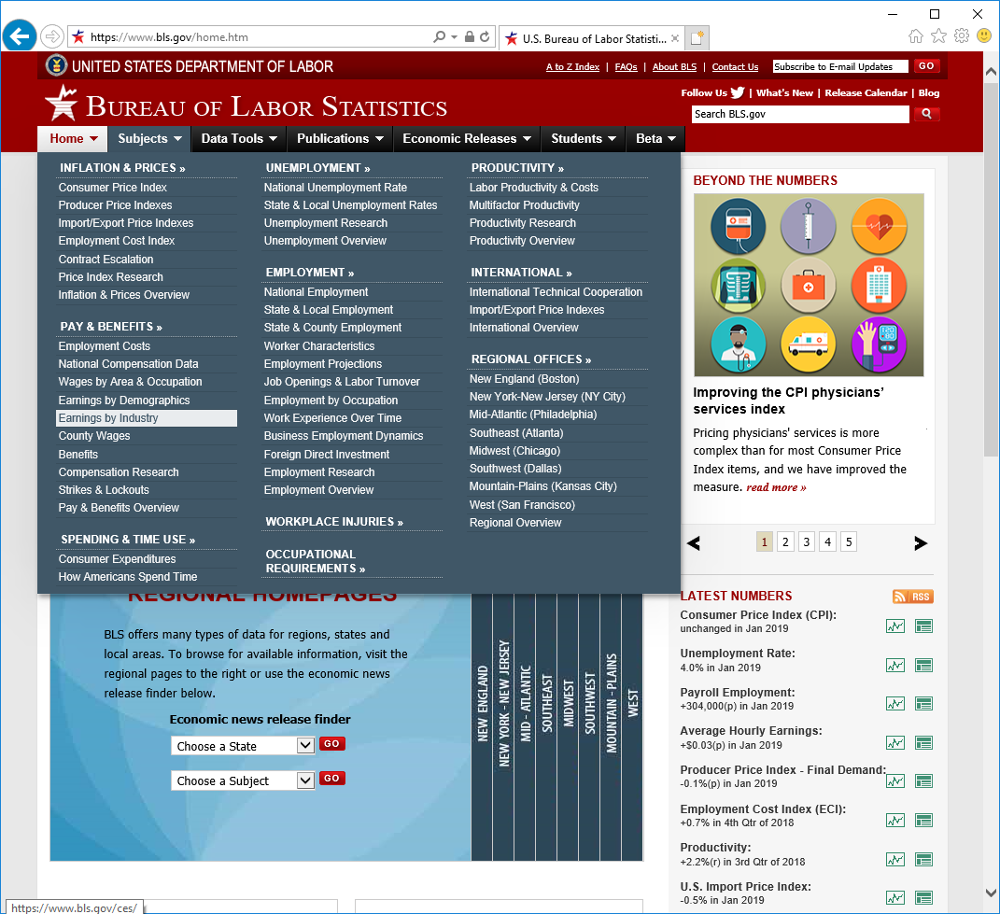 https://www.bls.gov/home.htm
U.S. Bureau of Labor Statisti...
UNITED STATES DEPARTMENT OF LABOR
A to Z Index | FAQs | About BLS | Contact Us
Subscribe to E-mail Updates GO
BUREAU OF LABOR STATISTICS
Follow Us | What's New | Release Calendar | Blog
Search BLS.gov
Home Subjects Data Tools Publications Economic Releases Students Beta
INFLATION & PRICES »
Consumer Price Index
Producer Price Indexes
Import/Export Price Indexes
Employment Cost Index
Contract Escalation
Price Index Research
Inflation & Prices Overview
PAY & BENEFITS »
Employment Costs
National Compensation Data
Wages by Area & Occupation
Earnings by Demographics
Earnings by Industry
County Wages
Benefits
Compensation Research
Strikes & Lockouts
Pay & Benefits Overview
SPENDING & TIME USE »
Consumer Expenditures
How Americans Spend Time
UNEMPLOYMENT »
National Unemployment Rate
State & Local Unemployment Rates
Unemployment Research
Unemployment Overview
EMPLOYMENT »
National Employment
State & Local Employment
State & County Employment
Worker Characteristics
Employment Projections
Job Openings & Labor Turnover
Employment by Occupation
Work Experience Over Time
Business Employment Dynamics
Foreign Direct Investment
Employment Research
Employment Overview
WORKPLACE INJURIES »
OCCUPATIONAL
REQUIREMENTS »
PRODUCTIVITY »
Labor Productivity & Costs
Multifactor Productivity
Productivity Research
Productivity Overview
INTERNATIONAL »
International Technical Cooperation
Import/Export Price Indexes
International Overview
REGIONAL OFFICES »
New England (Boston)
New York-New Jersey (NY City)
Mid-Atlantic (Philadelphia)
Southeast (Atlanta)
Midwest (Chicago)
Southwest (Dallas)
Mountain-Plains (Kansas City)
West (San Francisco)
Regional Overview
BEYOND THE NUMBERS
Improving the CPI physicians’
services index
Pricing physicians' services is more
complex than for most Consumer Price
Index items, and we have improved the
measure. read more »
1 2 3 4 5
REGIONAL HOMEPAGES
BLS offers many types of data for regions, states and
local areas. To browse for available information, visit the
regional pages to the right or use the economic news
release finder below.
Economic news release finder
Choose a State GO
Choose a Subject GO
NEW ENGLAND
NEW YORK - NEW JERSEY
MID - ATLANTIC
SOUTHEAST
MIDWEST
SOUTHWEST
MOUNTAIN - PLAINS
WEST
LATEST NUMBERS RSS
Consumer Price Index (CPI):
unchanged in Jan 2019
Unemployment Rate:
4.0% in Jan 2019
Payroll Employment:
+304,000(p) in Jan 2019
Average Hourly Earnings:
+$0.03(p) in Jan 2019
Producer Price Index - Final Demand:
-0.1%(p) in Jan 2019
Employment Cost Index (ECI):
+0.7% in 4th Qtr of 2018
Productivity:
+2.2%(r) in 3rd Qtr of 2018
U.S. Import Price Index:
-0.5% in Jan 2019
https://www.bls.gov/ces/